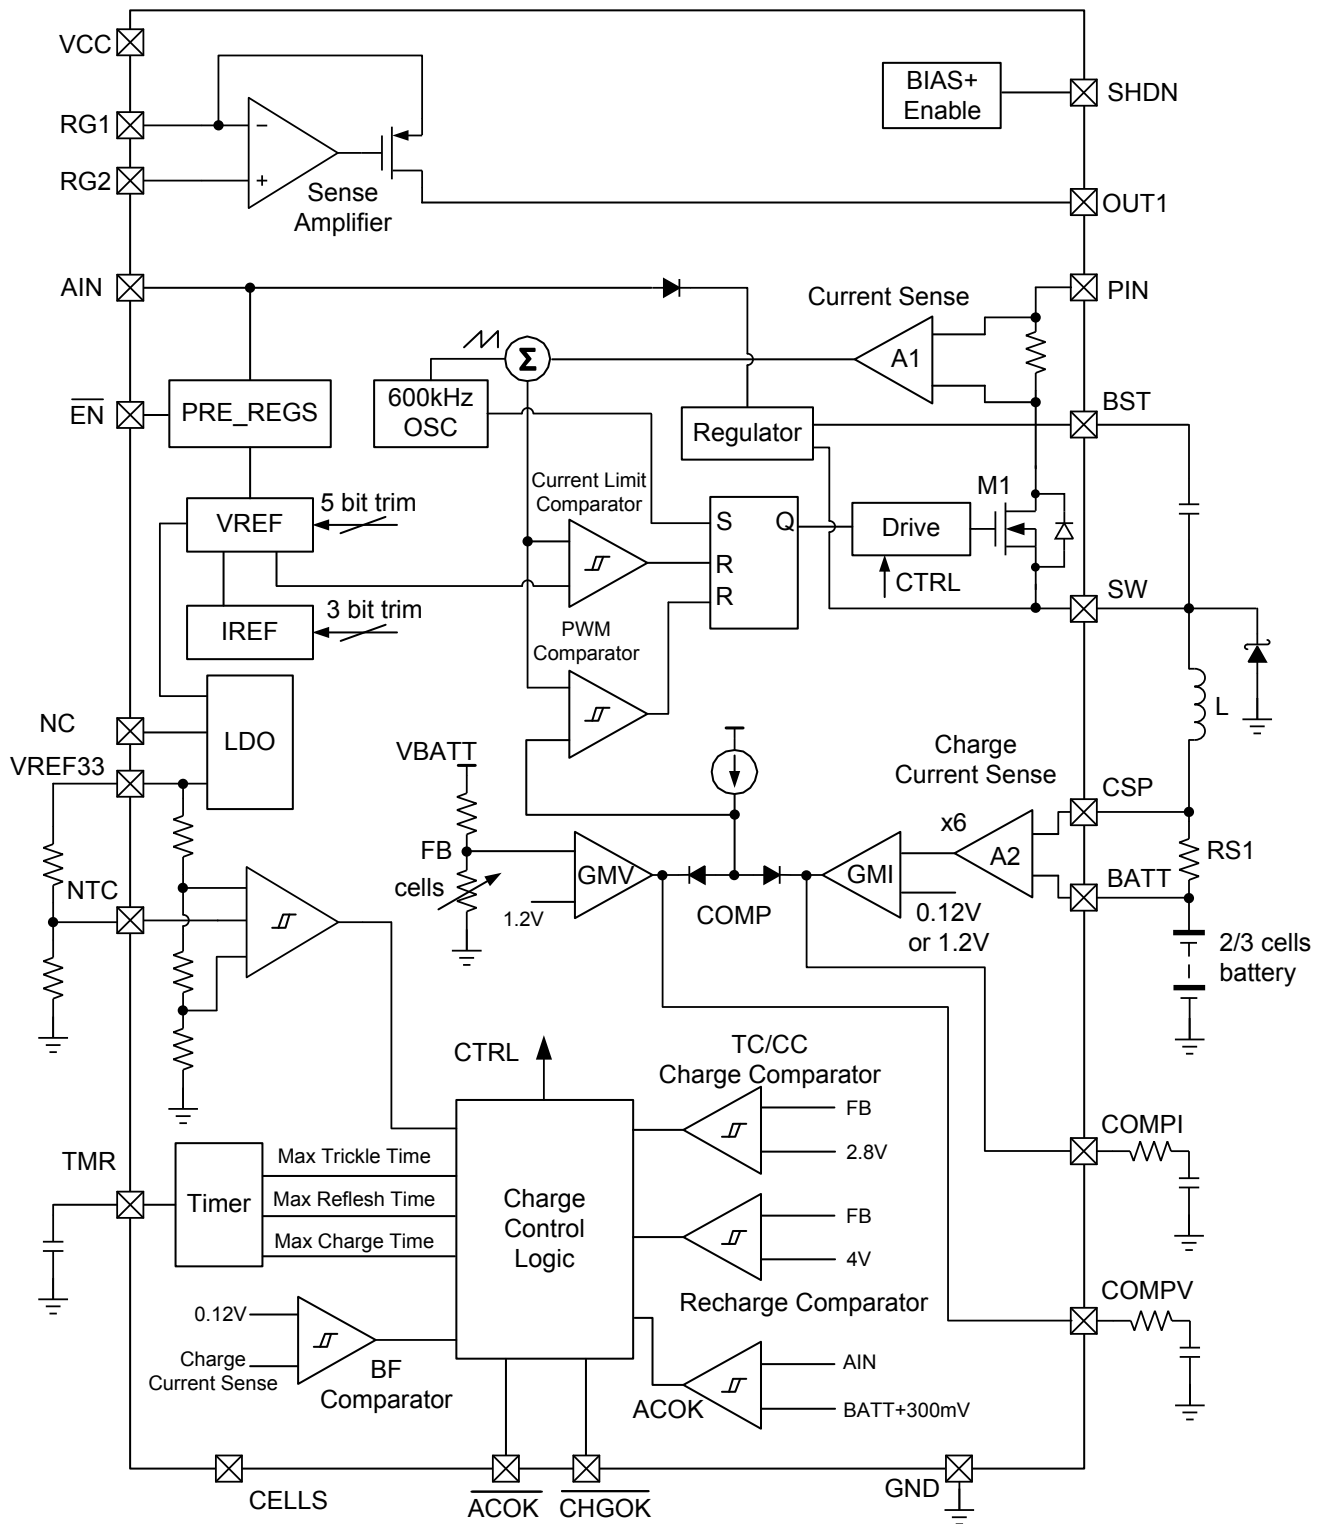 VCC
BIAS+
Enable
SHDN
RG1
−
RG2
+
Sense
Amplifier
OUT1
AIN
PIN
Current Sense
A1
Σ
600kHz
OSC
PRE_REGS
EN
Regulator
BST
Current Limit
Comparator
5 bit trim
VREF
S
Q
R
R
Drive
M1
CTRL
SW
3 bit trim
IREF
PWM
Comparator
L
NC
LDO
VREF33
VBATT
Charge
Current Sense
CSP
x6
A2
RS1
FB
GMV
GMI
BATT
NTC
cells
1.2V
COMP
0.12V
or 1.2V
2/3 cells
battery
CTRL
TC/CC
Charge Comparator
FB
2.8V
COMPI
TMR
Timer
Max Trickle Time
Max Reflesh Time
Max Charge Time
Charge
Control
Logic
FB
4V
Recharge Comparator
COMPV
0.12V
Charge
Current Sense
BF
Comparator
AIN
ACOK
BATT+300mV
CELLS
ACOK
CHGOK
GND